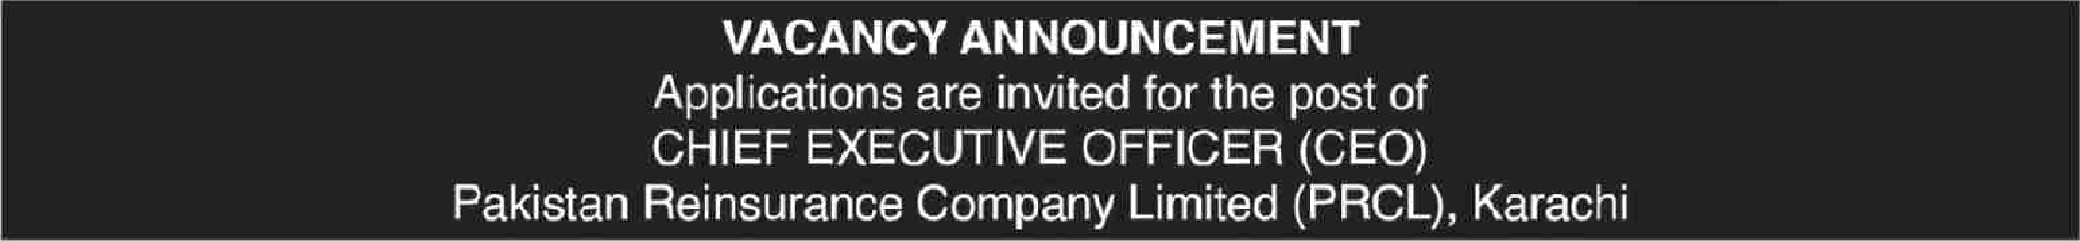 VACANCY ANNOUNCEMENT
Applications are invited for the post of
CHIEF EXECUTIVE OFFICER (CEO)
Pakistan Reinsurance Company Limited (PRCL), Karachi